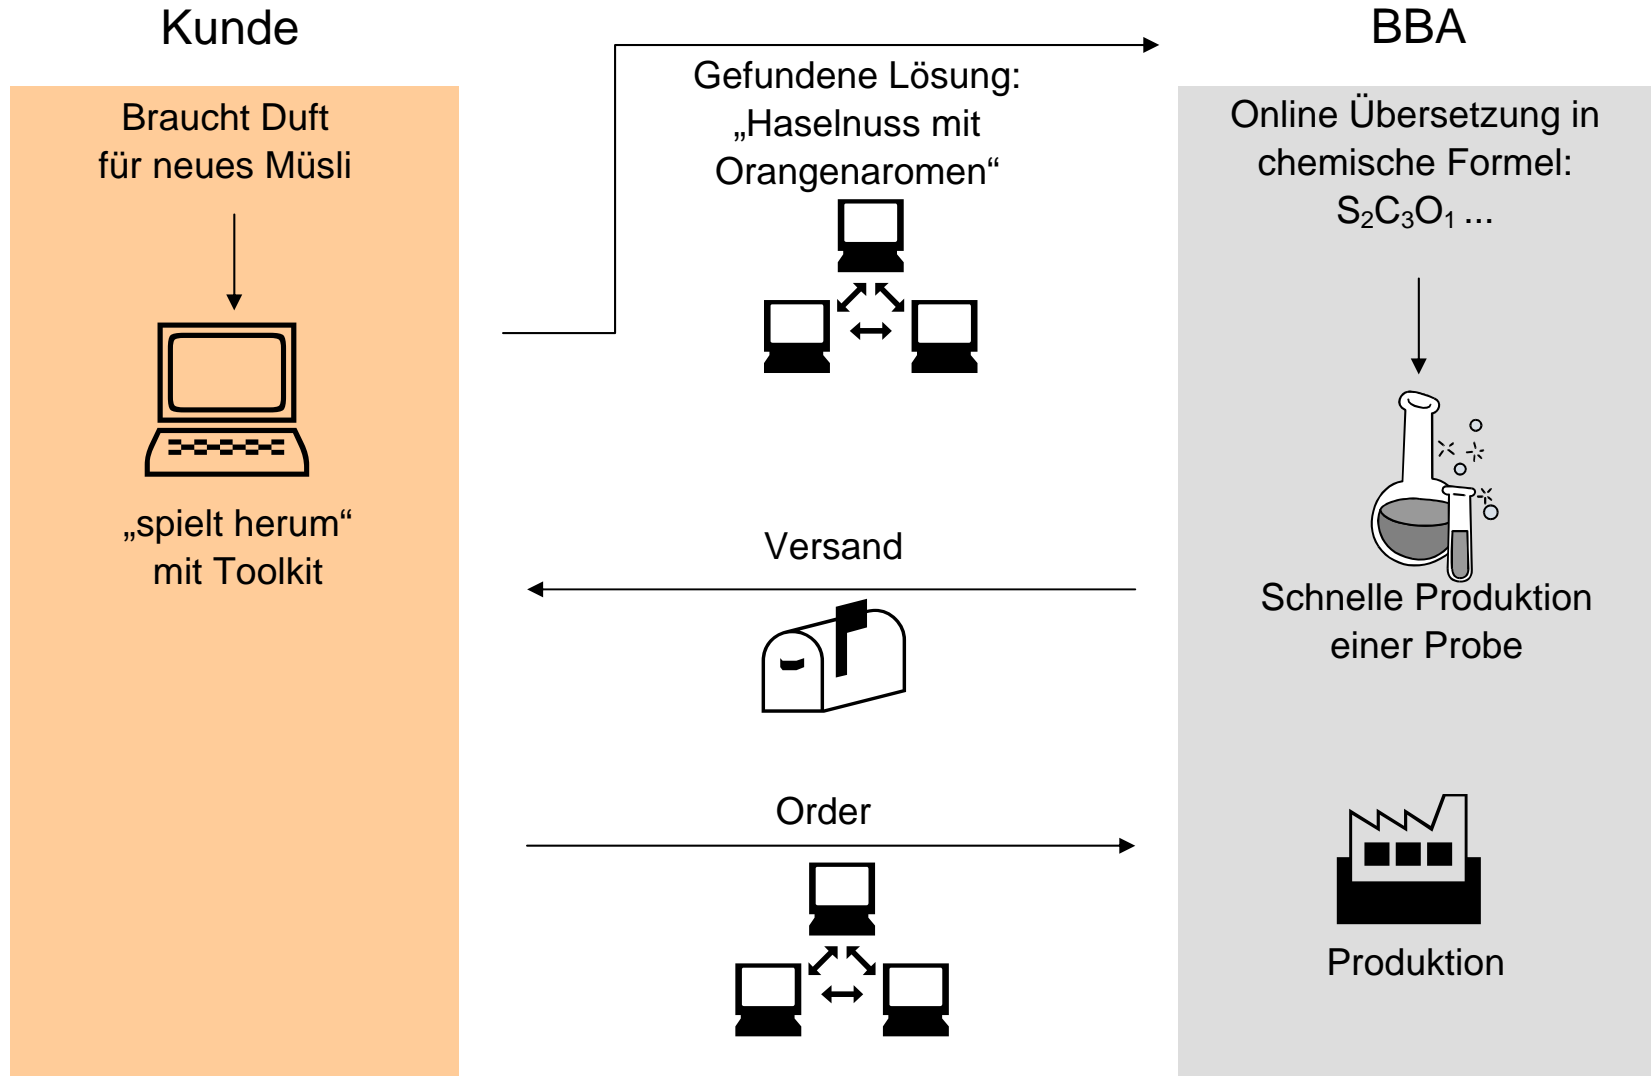 Kunde
BBA
Braucht Duft
für neues Müsli
„spielt herum“
mit Toolkit
Gefundene Lösung:
„Haselnuss mit
Orangenaromen“
Online Übersetzung in
chemische Formel:
S₂C₃O₁ ...
Schnelle Produktion
einer Probe
Versand
Order
Produktion